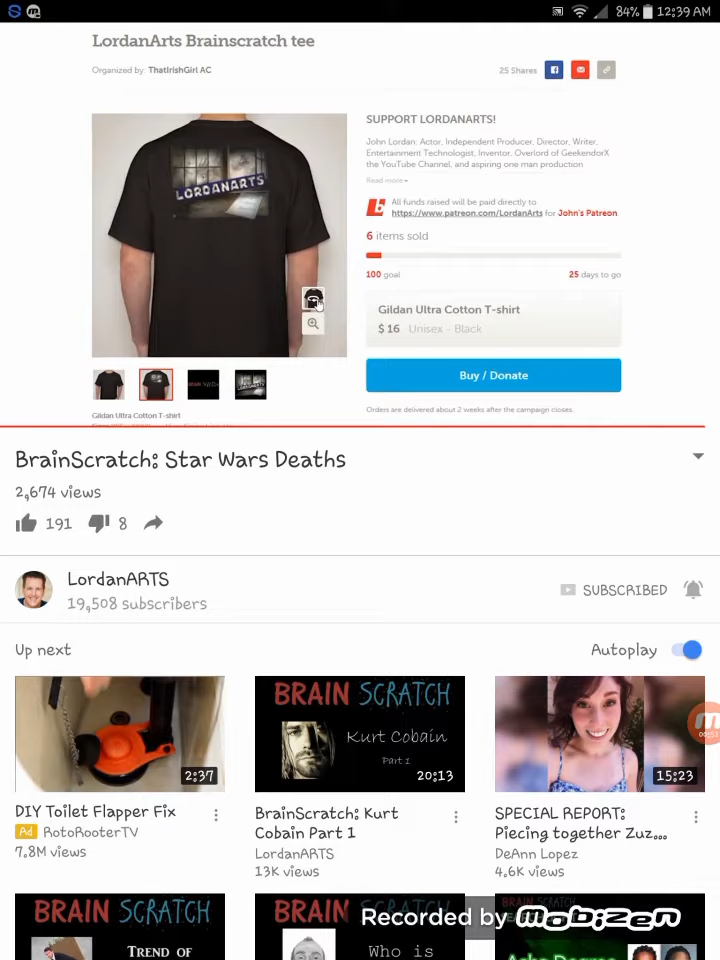 84% 12:39 AM
LordanArts Brainscratch tee
Organized by: ThatIrishGirl AC
25 Shares
LORDANARTS
SUPPORT LORDANARTS!
John Lordan: Actor, Independent Producer, Director, Writer,
Entertainment Technologist, Inventor. Overlord of GeekendorX
the YouTube Channel, and aspiring one man production
Read more
All funds raised will be paid directly to
https://www.patreon.com/LordanArts for John's Patreon
6 items sold
100 goal
25 days to go
Gildan Ultra Cotton T-shirt
$ 16 Unisex - Black
Buy / Donate
Orders are delivered about 2 weeks after the campaign closes.
Gildan Ultra Cotton T-shirt
BrainScratch: Star Wars Deaths
2,674 views
191
8
LordanARTS
19,508 subscribers
SUBSCRIBED
Up next
Autoplay
2:37
DIY Toilet Flapper Fix
Ad RotoRooterTV
7.8M views
BRAIN SCRATCH
Kurt Cobain
Part 1
20:13
BrainScratch: Kurt
Cobain Part 1
LordanARTS
13K views
15:23
SPECIAL REPORT:
Piecing together Zuz...
DeAnn Lopez
4.6K views
BRAIN SCRATCH
TREND OF
BRAIN
Who is
Recorded by mobizen